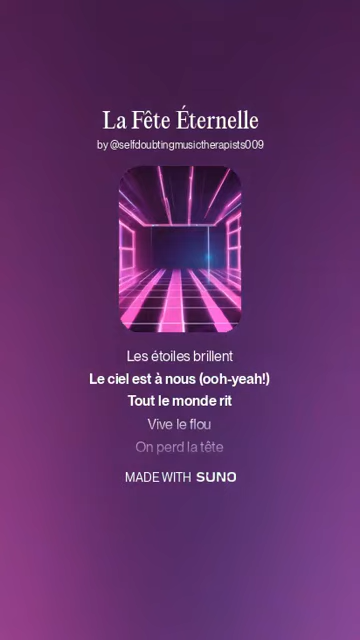 La Fête Éternelle
by @selfdoubtingmusictherapists009
Les étoiles brillent
Le ciel est à nous (ooh-yeah!)
Tout le monde rit
Vive le flou
On perd la tête
MADE WITH SUNO